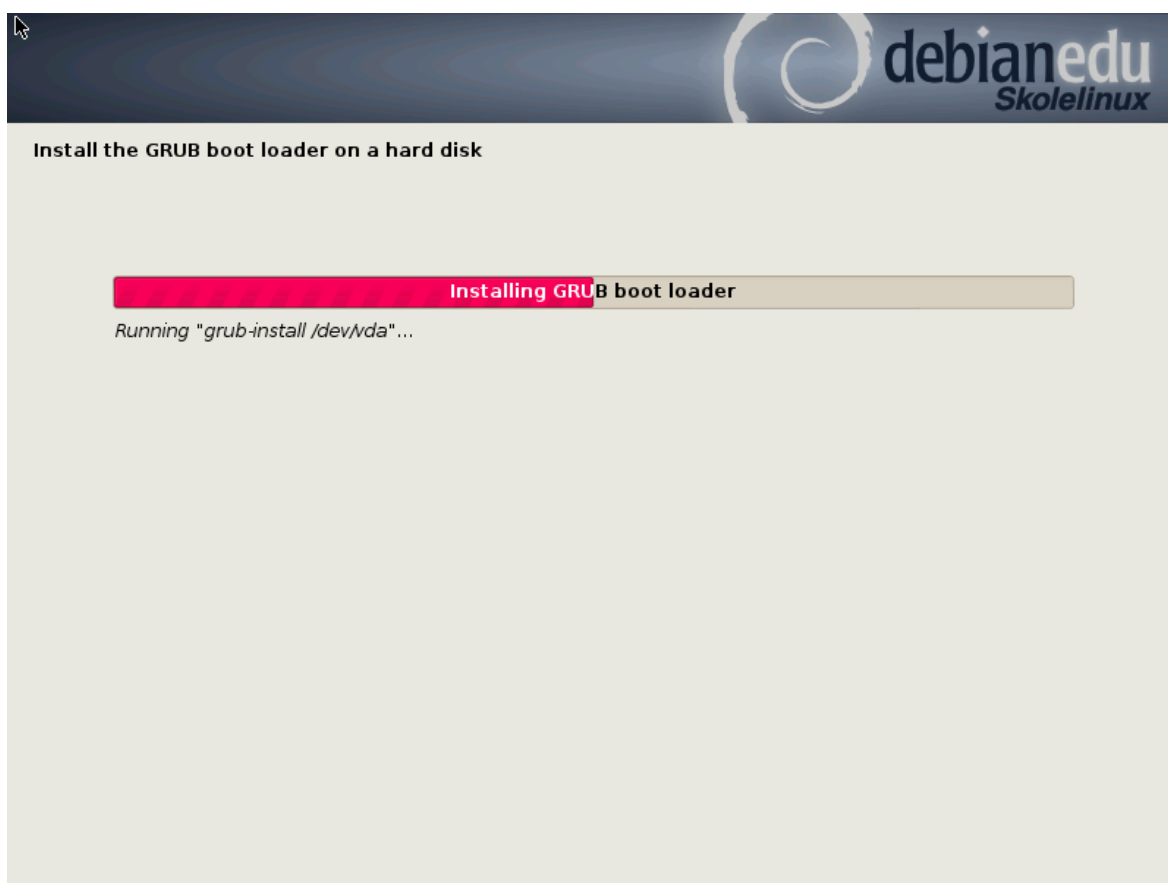 debianedu
Skolelinux
Install the GRUB boot loader on a hard disk
Installing GRUB boot loader
Running "grub-install /dev/vda"...